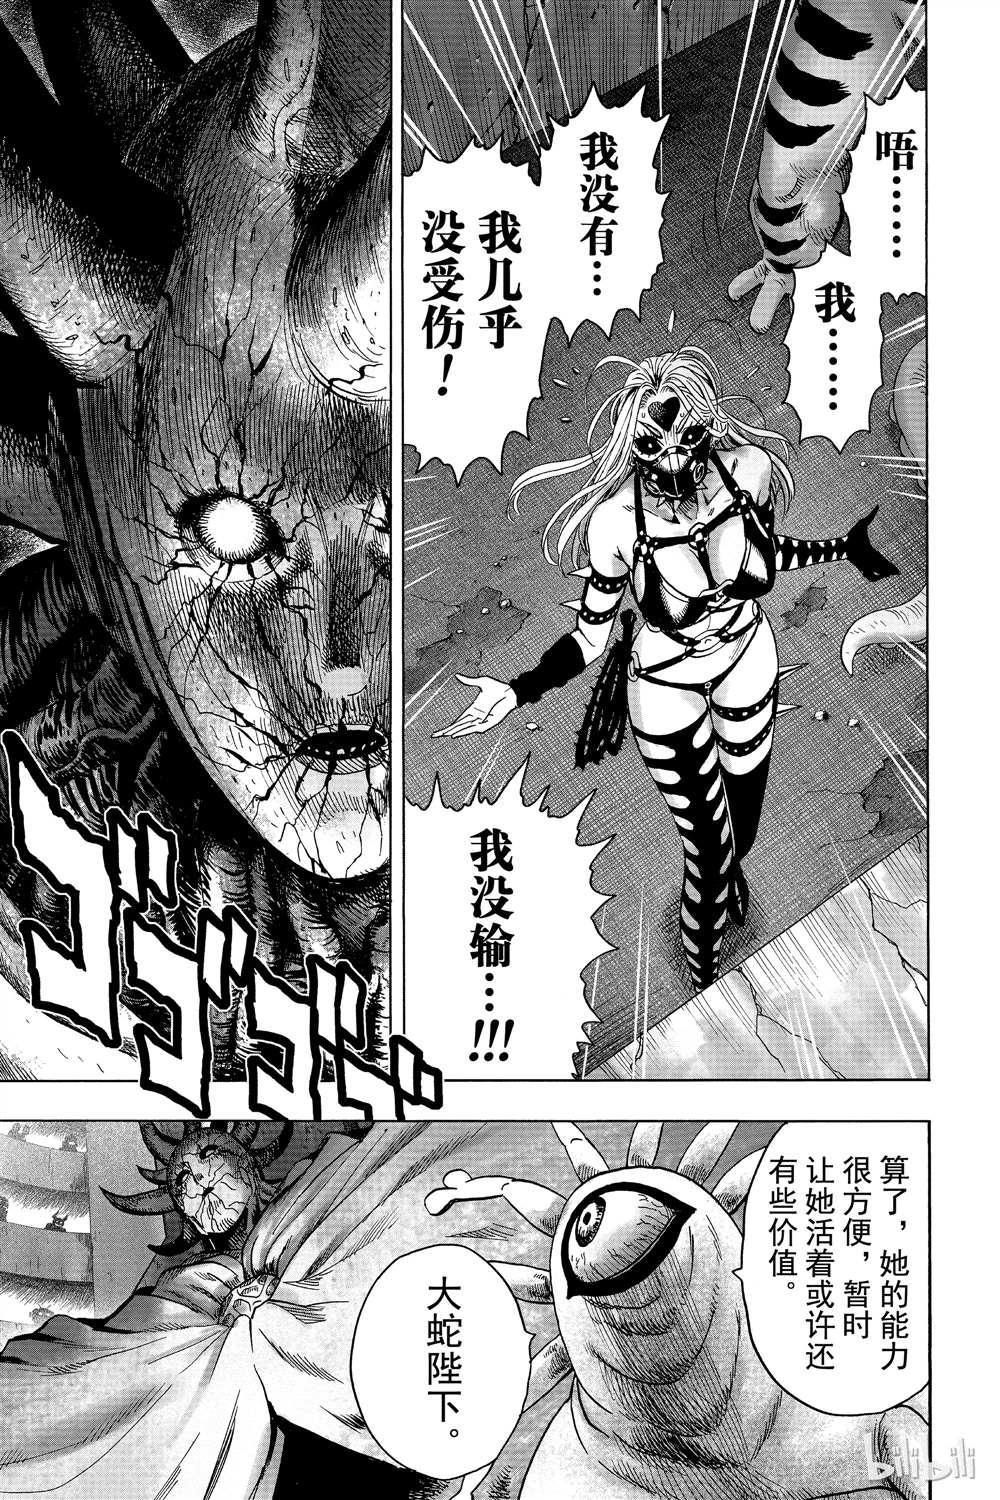 唔……
我……
我没有…
我几乎
没受伤！
我没输…!!!
ゴゴゴゴ
算了，她的能力
很方便，暂时
让她活着或许还
有些价值。
大蛇陛下。
bilibili